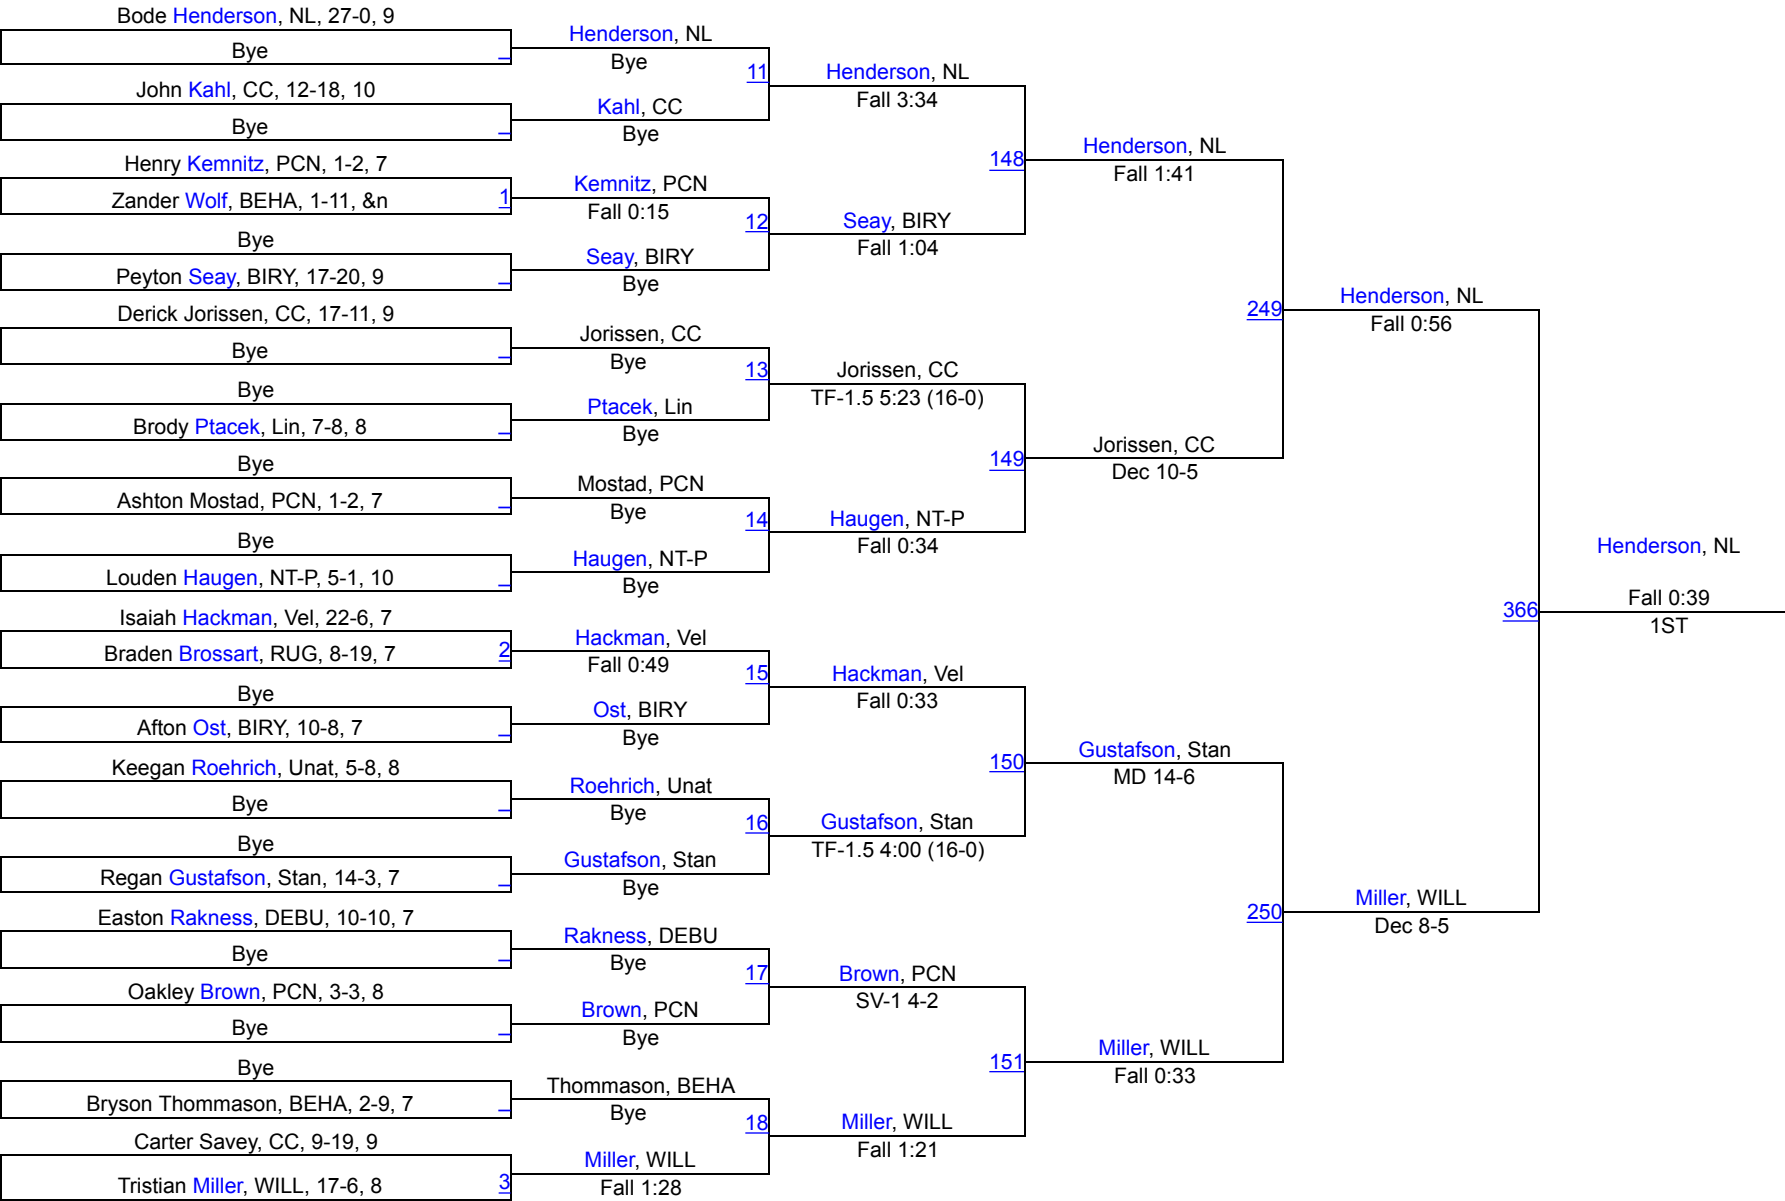 Bode Henderson, NL, 27-0, 9
Bye
John Kahl, CC, 12-18, 10
Bye
Henry Kemnitz, PCN, 1-2, 7
Zander Wolf, BEHA, 1-11, &n
1
Bye
Peyton Seay, BIRY, 17-20, 9
Derick Jorissen, CC, 17-11, 9
Bye
Bye
Brody Ptacek, Lin, 7-8, 8
Bye
Ashton Mostad, PCN, 1-2, 7
Bye
Louden Haugen, NT-P, 5-1, 10
Isaiah Hackman, Vel, 22-6, 7
Braden Brossart, RUG, 8-19, 7
2
Bye
Afton Ost, BIRY, 10-8, 7
Keegan Roehrich, Unat, 5-8, 8
Bye
Bye
Regan Gustafson, Stan, 14-3, 7
Easton Rakness, DEBU, 10-10, 7
Bye
Oakley Brown, PCN, 3-3, 8
Bye
Bye
Bryson Thommason, BEHA, 2-9, 7
Carter Savey, CC, 9-19, 9
Tristian Miller, WILL, 17-6, 8
3
Henderson, NL
Bye
11
Kahl, CC
Bye
Kemnitz, PCN
Fall 0:15
12
Seay, BIRY
Bye
Jorissen, CC
Bye
13
Ptacek, Lin
Bye
Mostad, PCN
Bye
14
Haugen, NT-P
Bye
Hackman, Vel
Fall 0:49
15
Ost, BIRY
Bye
Roehrich, Unat
Bye
16
Gustafson, Stan
Bye
Rakness, DEBU
Bye
17
Brown, PCN
Bye
Thommason, BEHA
Bye
18
Miller, WILL
Fall 1:28
Henderson, NL
Fall 3:34
148
Seay, BIRY
Fall 1:04
Jorissen, CC
TF-1.5 5:23 (16-0)
149
Haugen, NT-P
Fall 0:34
Hackman, Vel
Fall 0:33
150
Gustafson, Stan
TF-1.5 4:00 (16-0)
Brown, PCN
SV-1 4-2
151
Miller, WILL
Fall 1:21
Henderson, NL
Fall 1:41
249
Jorissen, CC
Dec 10-5
Gustafson, Stan
MD 14-6
250
Miller, WILL
Fall 0:33
Henderson, NL
Fall 0:56
366
Miller, WILL
Dec 8-5
Henderson, NL
Fall 0:39
1ST